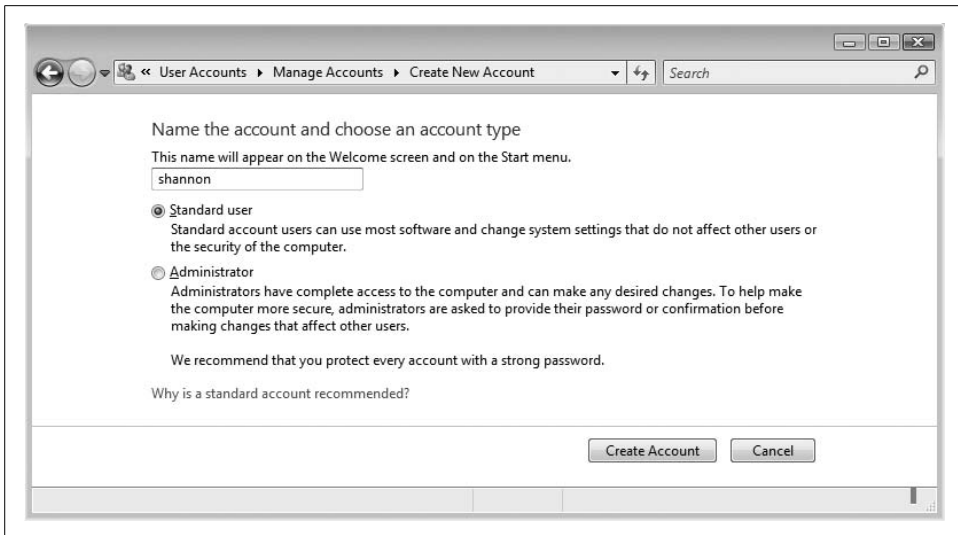 « User Accounts ▸ Manage Accounts ▸ Create New Account
Search
Name the account and choose an account type
This name will appear on the Welcome screen and on the Start menu.
shannon
Standard user
Standard account users can use most software and change system settings that do not affect other users or
the security of the computer.
Administrator
Administrators have complete access to the computer and can make any desired changes. To help make
the computer more secure, administrators are asked to provide their password or confirmation before
making changes that affect other users.
We recommend that you protect every account with a strong password.
Why is a standard account recommended?
Create Account
Cancel